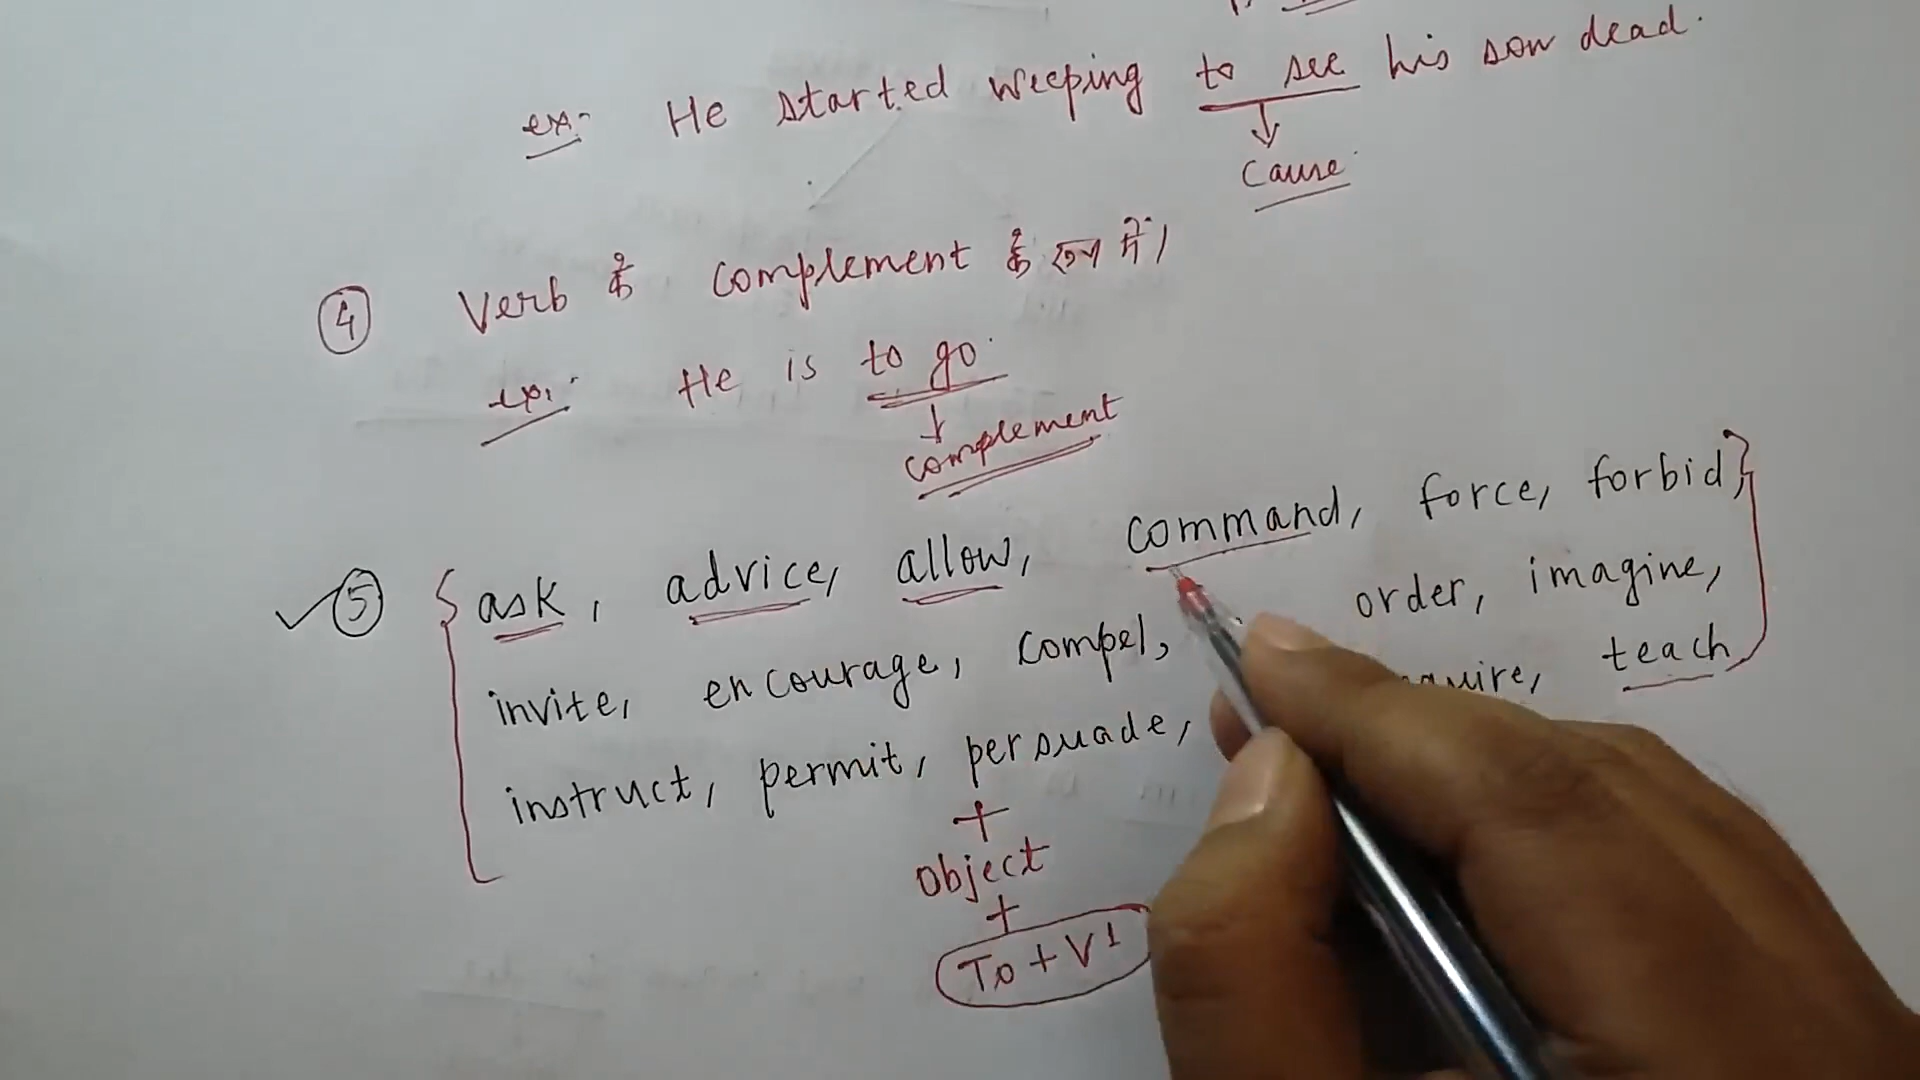 ex:- He started weeping to see his son dead.
↓
Cause
④ Verb के complement के रूप में।
ex:- He is to go.
↓
complement
✓⑤ { ask, advice, allow, command, force, forbid, }
invite, encourage, compel, order, imagine,
instruct, permit, persuade, teach
+
object
+
To + V¹